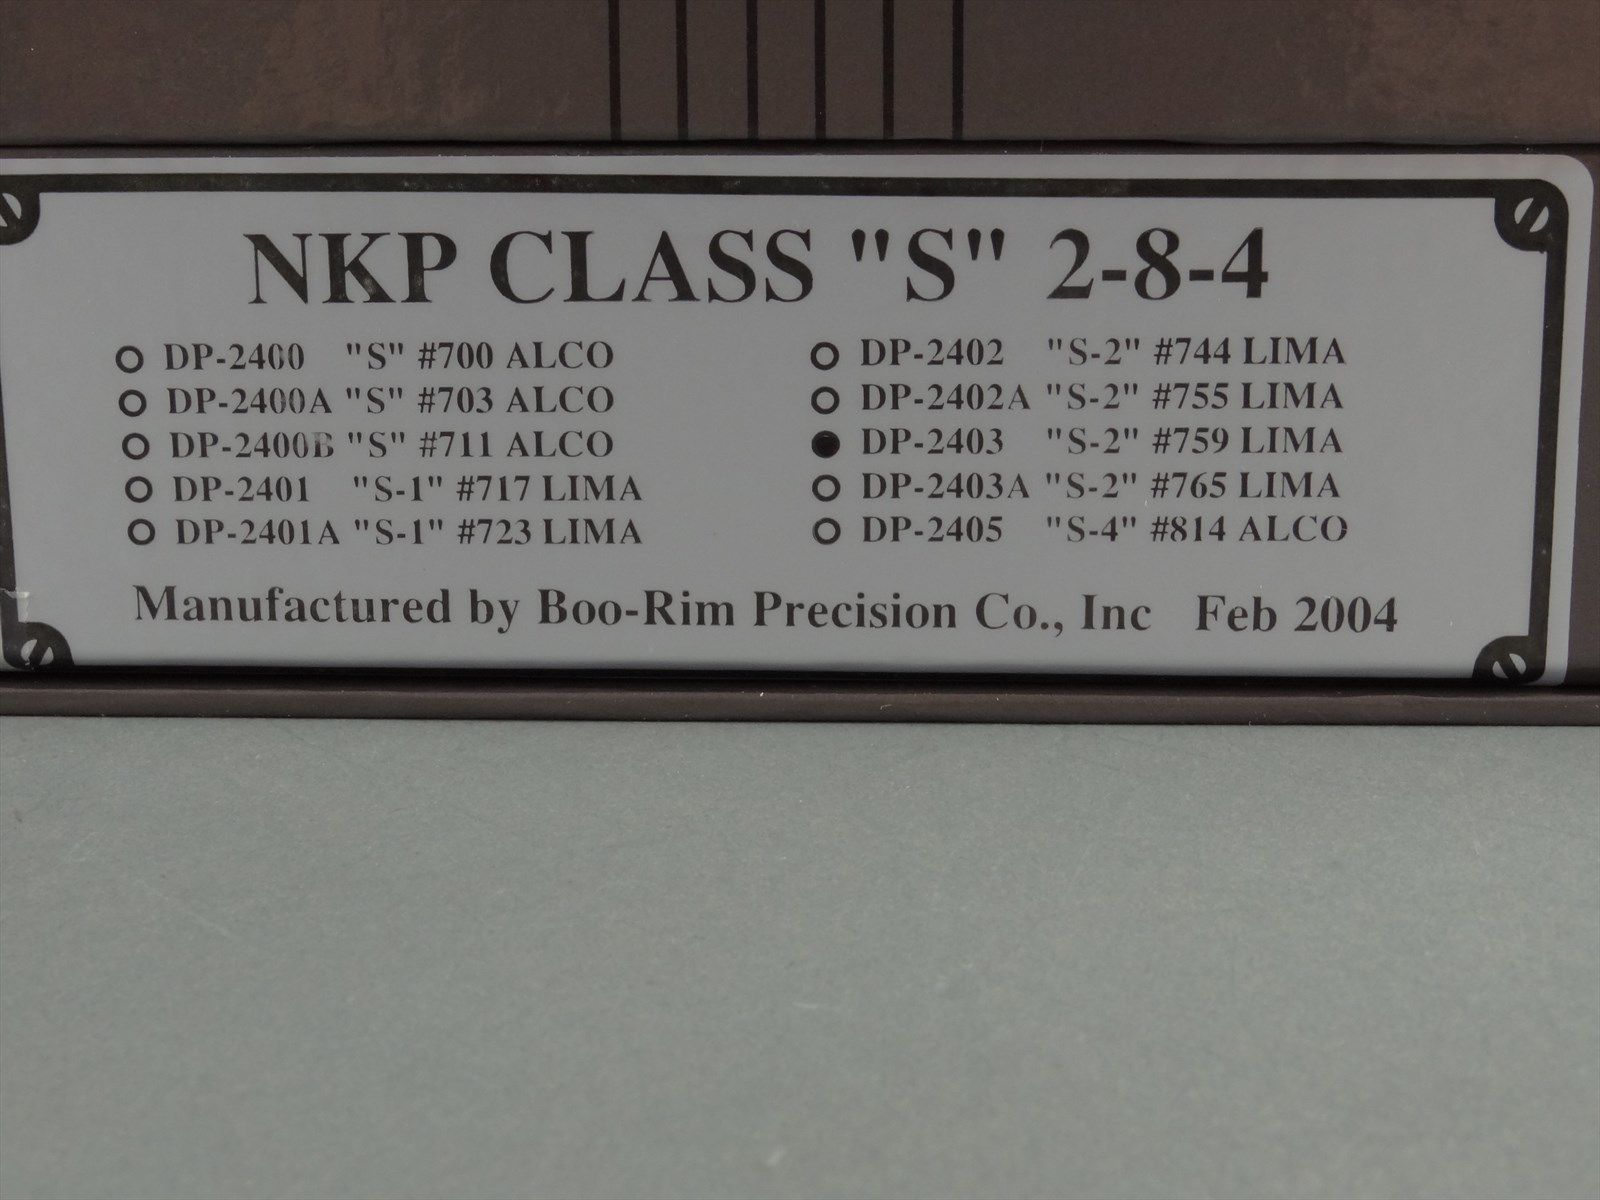 NKP CLASS "S" 2-8-4
DP-2400 "S" #700 ALCO
DP-2400A "S" #703 ALCO
DP-2400B "S" #711 ALCO
DP-2401 "S-1" #717 LIMA
DP-2401A "S-1" #723 LIMA
DP-2402 "S-2" #744 LIMA
DP-2402A "S-2" #755 LIMA
DP-2403 "S-2" #759 LIMA
DP-2403A "S-2" #765 LIMA
DP-2405 "S-4" #814 ALCO
Manufactured by Boo-Rim Precision Co., Inc Feb 2004